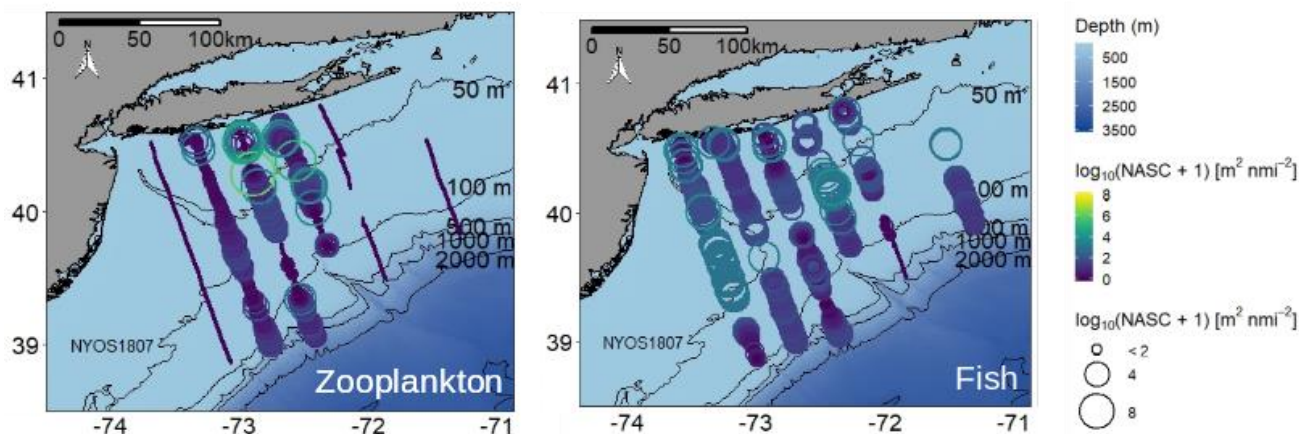 0 50 100km
N
41
40
39
50 m
100 m
500 m
1000 m
2000 m
NYOS1807
Zooplankton
-74 -73 -72 -71
0 50 100km
N
41
40
39
50 m
00 m
500 m
1000 m
2000 m
NYOS1807
Fish
-74 -73 -72 -71
Depth (m)
500
1500
2500
3500
log₁₀(NASC + 1) [m² nmi⁻²]
8
6
4
2
0
log₁₀(NASC + 1) [m² nmi⁻²]
< 2
4
8